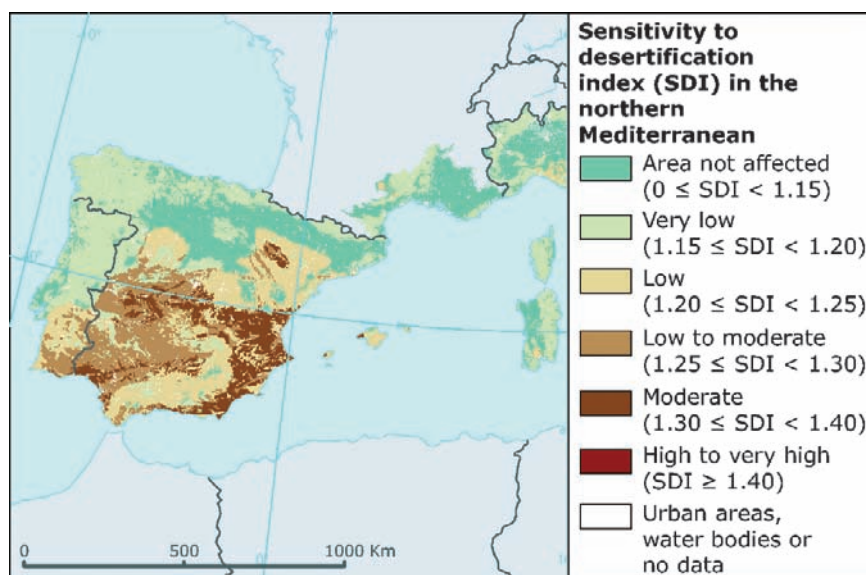 Sensitivity to
desertification
index (SDI) in the
northern
Mediterranean
Area not affected
(0 ≤ SDI < 1.15)
Very low
(1.15 ≤ SDI < 1.20)
Low
(1.20 ≤ SDI < 1.25)
Low to moderate
(1.25 ≤ SDI < 1.30)
Moderate
(1.30 ≤ SDI < 1.40)
High to very high
(SDI ≥ 1.40)
Urban areas,
water bodies or
no data
0 500 1000 Km